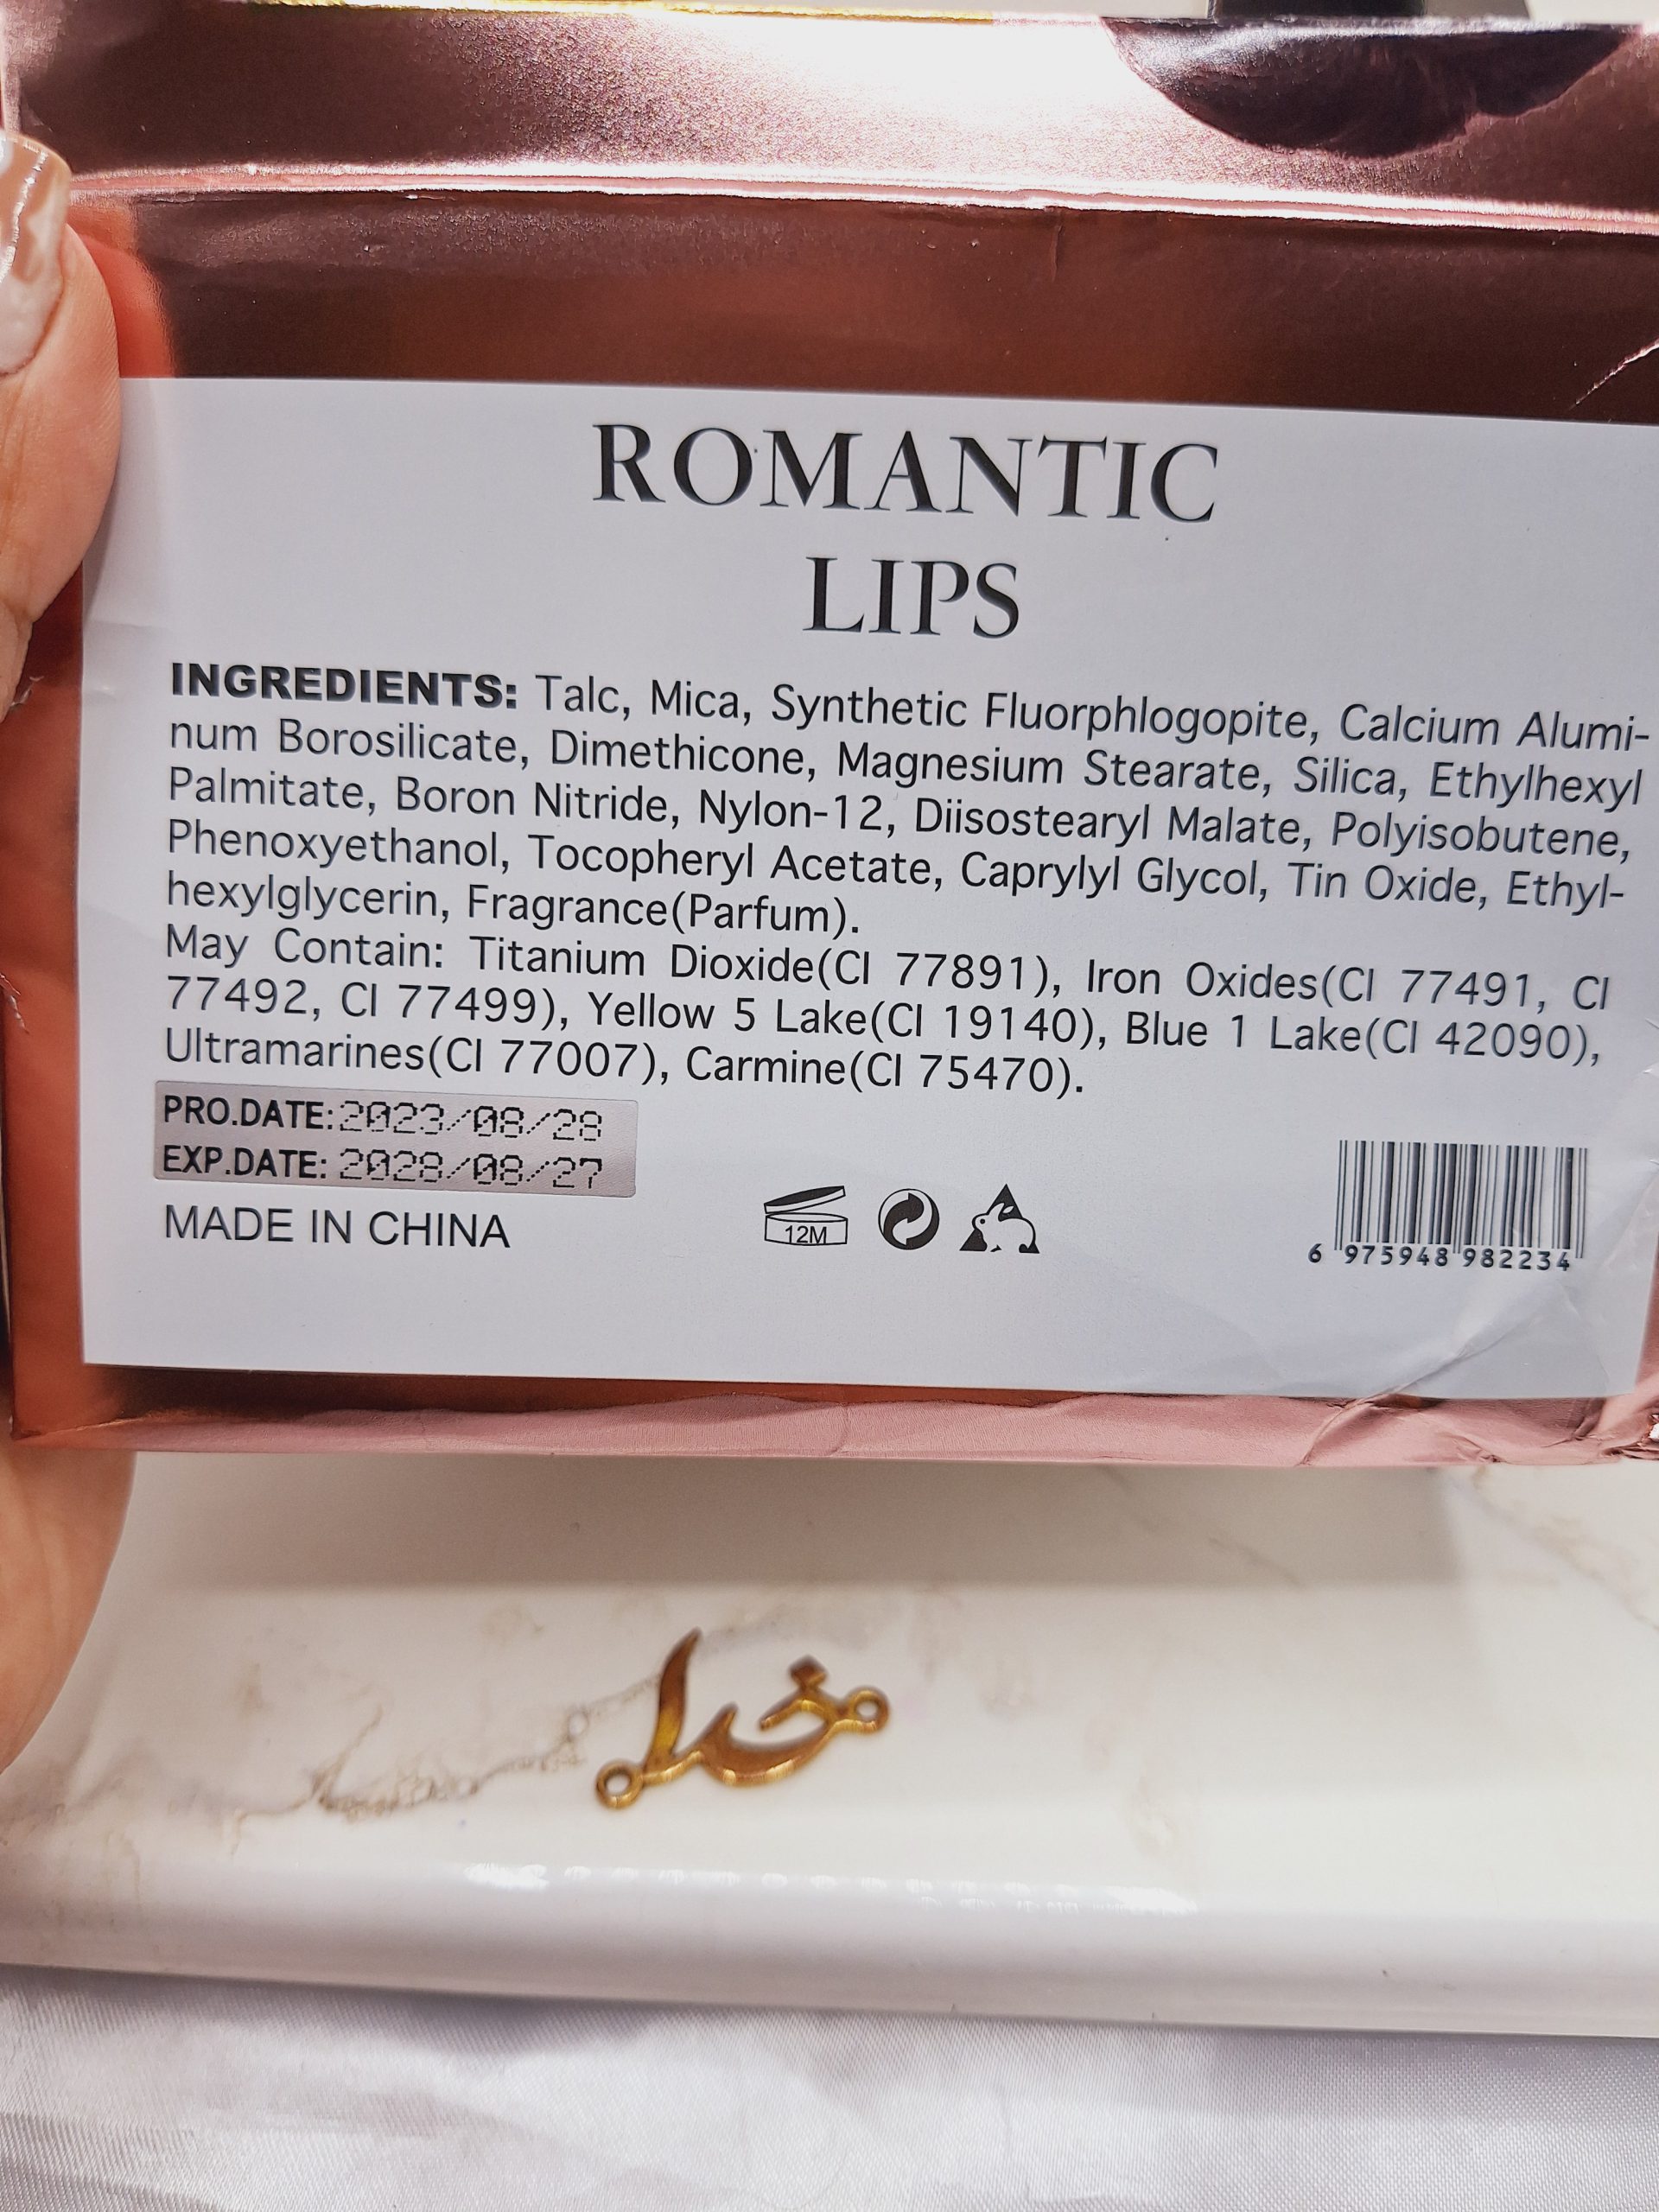 ROMANTIC
LIPS
INGREDIENTS: Talc, Mica, Synthetic Fluorphlogopite, Calcium Alumi-
num Borosilicate, Dimethicone, Magnesium Stearate, Silica, Ethylhexyl
Palmitate, Boron Nitride, Nylon-12, Diisostearyl Malate, Polyisobutene,
Phenoxyethanol, Tocopheryl Acetate, Caprylyl Glycol, Tin Oxide, Ethyl-
hexylglycerin, Fragrance(Parfum).
May Contain: Titanium Dioxide(CI 77891), Iron Oxides(CI 77491, CI
77492, CI 77499), Yellow 5 Lake(CI 19140), Blue 1 Lake(CI 42090),
Ultramarines(CI 77007), Carmine(CI 75470).
PRO.DATE: 2023/08/28
EXP.DATE: 2028/08/27
MADE IN CHINA
12M
6 975948 982234
خدا